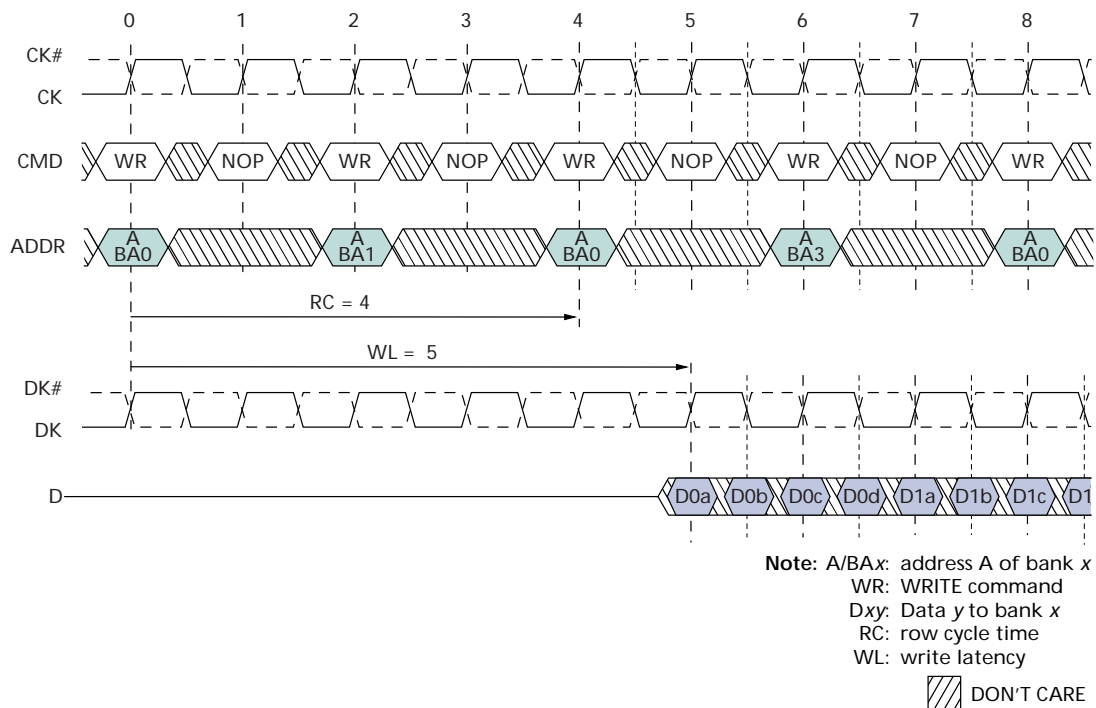 0 1 2 3 4 5 6 7 8
CK#
CK
CMD WR NOP WR NOP WR NOP WR NOP WR
ADDR A BA0 A BA1 A BA0 A BA3 A BA0
RC = 4
WL = 5
DK#
DK
D D0a D0b D0c D0d D1a D1b D1c D1
Note: A/BAx: address A of bank x
WR: WRITE command
Dxy: Data y to bank x
RC: row cycle time
WL: write latency
DON'T CARE